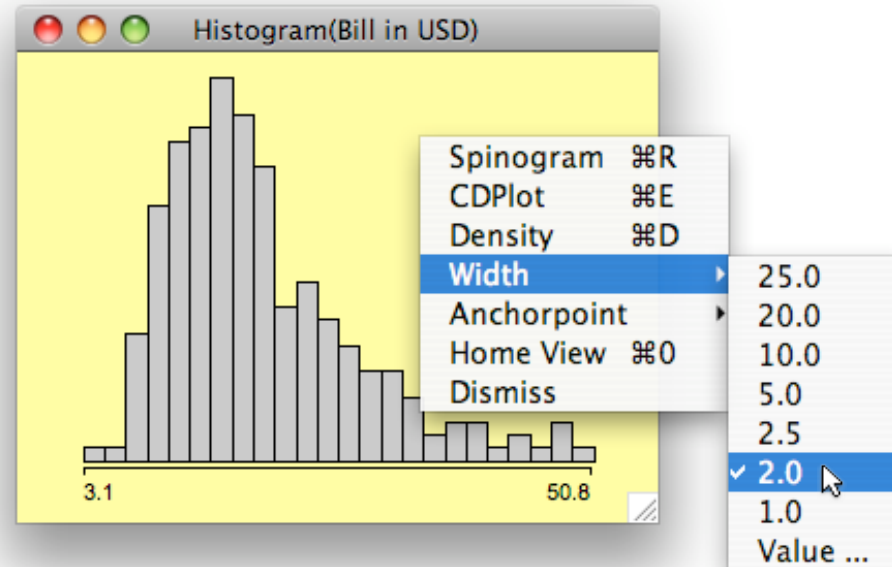 Histogram(Bill in USD)
Spinogram ⌘R
CDPlot ⌘E
Density ⌘D
Width
Anchorpoint
Home View ⌘0
Dismiss
25.0
20.0
10.0
5.0
2.5
✓ 2.0
1.0
Value ...
3.1 50.8